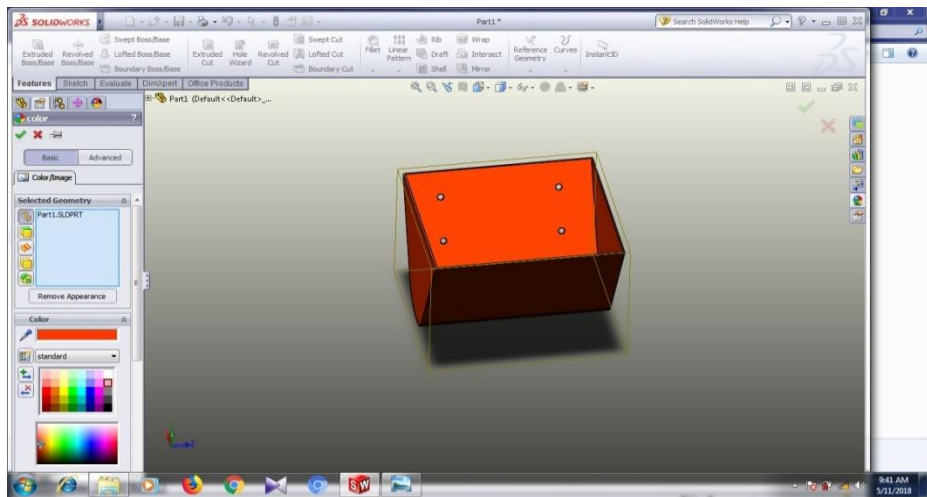 SOLIDWORKS
Part1 *
Search SolidWorks Help
Extruded Boss/Base
Revolved Boss/Base
Swept Boss/Base
Lofted Boss/Base
Boundary Boss/Base
Extruded Cut
Hole Wizard
Revolved Cut
Swept Cut
Lofted Cut
Boundary Cut
Fillet
Linear Pattern
Rib
Draft
Shell
Wrap
Intersect
Mirror
Reference Geometry
Curves
Instant3D
Features
Sketch
Evaluate
DimXpert
Office Products
Part1 (Default<<Default>_...
color
?
Basic
Advanced
Color/Image
Selected Geometry
Part1.SLDPRT
Remove Appearance
Color
standard
9:41 AM
5/11/2018